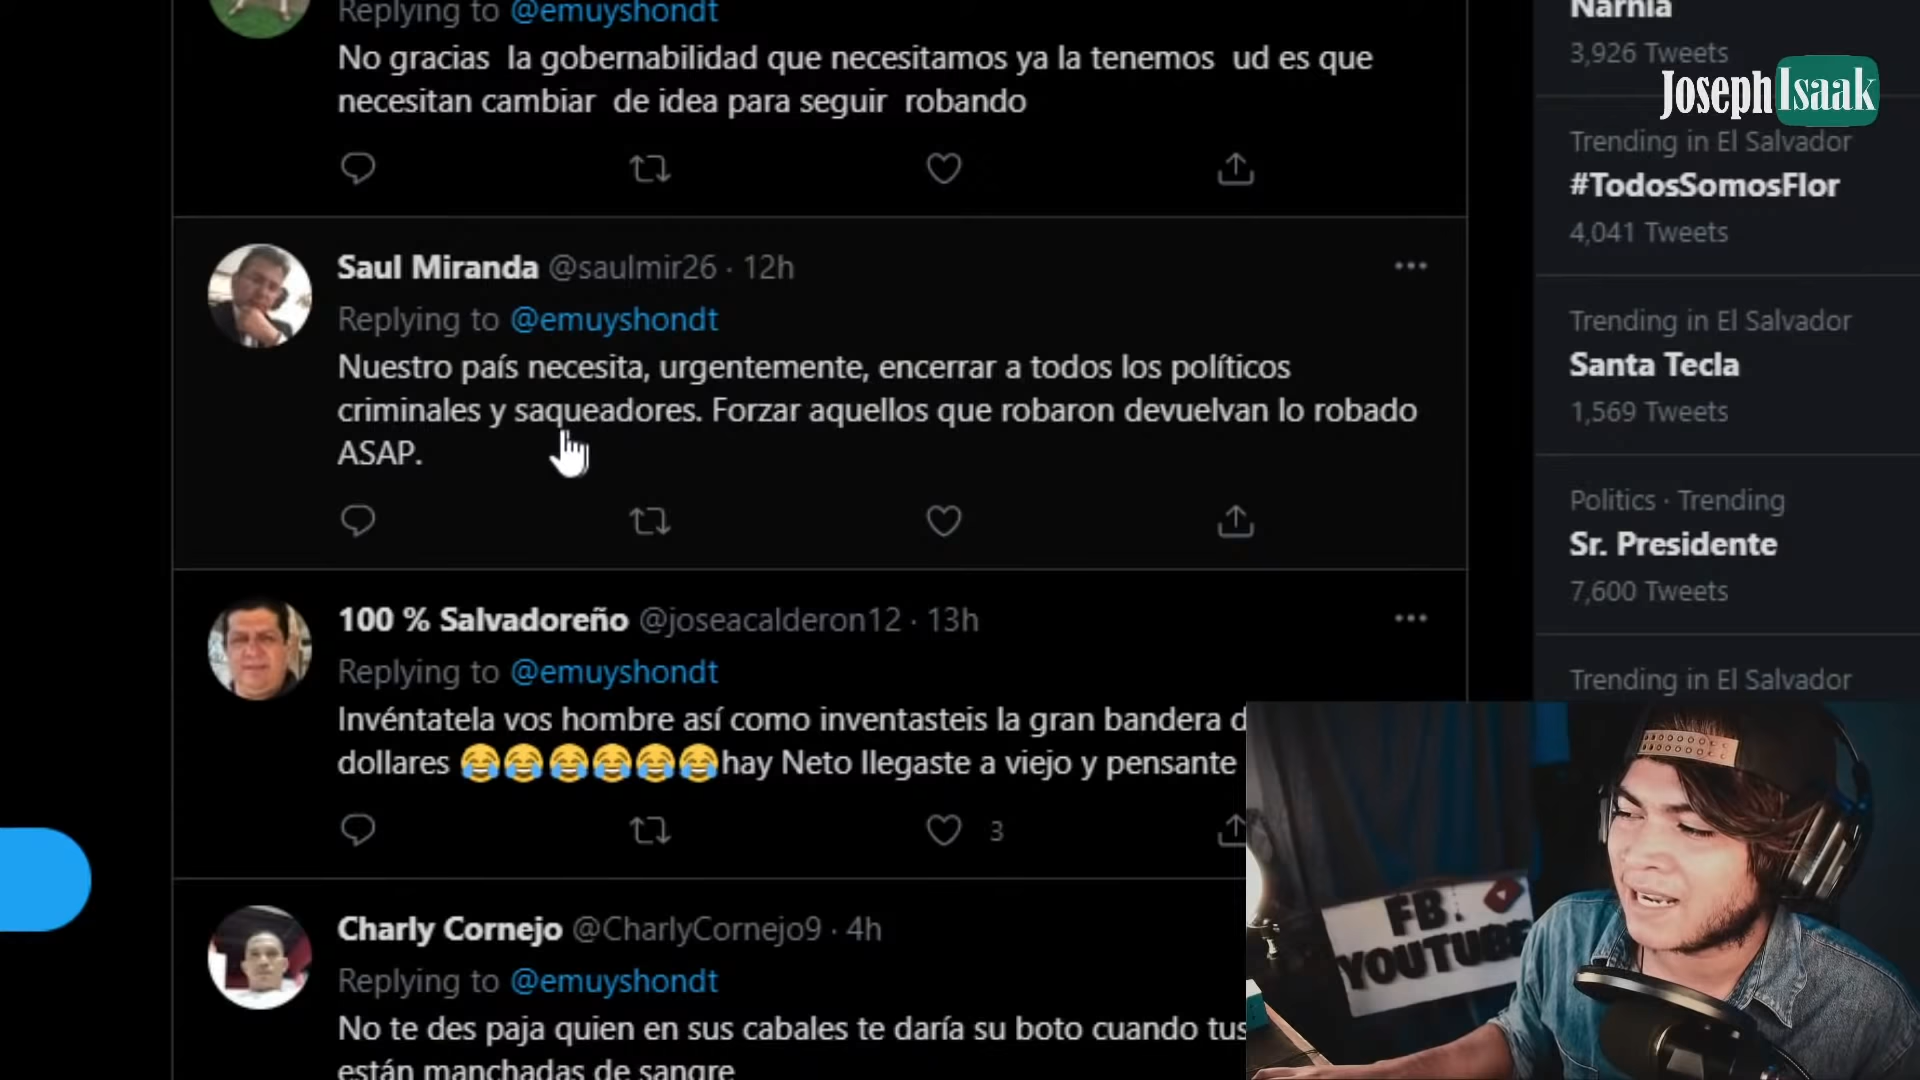 Replying to @emuyshondt
No gracias la gobernabilidad que necesitamos ya la tenemos ud es que
necesitan cambiar de idea para seguir robando
Saul Miranda @saulmir26 · 12h
Replying to @emuyshondt
Nuestro país necesita, urgentemente, encerrar a todos los políticos
criminales y saqueadores. Forzar aquellos que robaron devuelvan lo robado
ASAP.
100 % Salvadoreño @joseacalderon12 · 13h
Replying to @emuyshondt
Invéntatela vos hombre así como inventasteis la gran bandera d
dollares 😂😂😂😂😂😂hay Neto llegaste a viejo y pensante
3
Charly Cornejo @CharlyCornejo9 · 4h
Replying to @emuyshondt
No te des paja quien en sus cabales te daría su boto cuando tus
están manchadas de sangre
Narnia
3,926 Tweets
JosephIsaak
Trending in El Salvador
#TodosSomosFlor
4,041 Tweets
Trending in El Salvador
Santa Tecla
1,569 Tweets
Politics · Trending
Sr. Presidente
7,600 Tweets
Trending in El Salvador
FB.
YOUTUBE